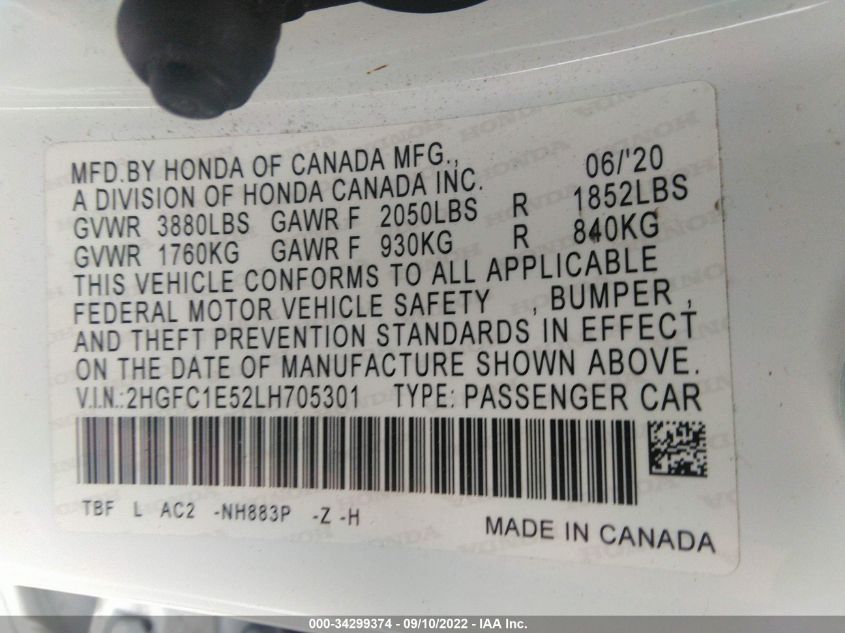 MFD.BY HONDA OF CANADA MFG., 06/'20
A DIVISION OF HONDA CANADA INC.
GVWR 3880LBS GAWR F 2050LBS R 1852LBS
GVWR 1760KG GAWR F 930KG R 840KG
THIS VEHICLE CONFORMS TO ALL APPLICABLE
FEDERAL MOTOR VEHICLE SAFETY , BUMPER ,
AND THEFT PREVENTION STANDARDS IN EFFECT
ON THE DATE OF MANUFACTURE SHOWN ABOVE.
V.I.N.:2HGFC1E52LH705301 TYPE: PASSENGER CAR
TBF L AC2 -NH883P -Z -H
MADE IN CANADA
000-34299374 - 09/10/2022 - IAA Inc.